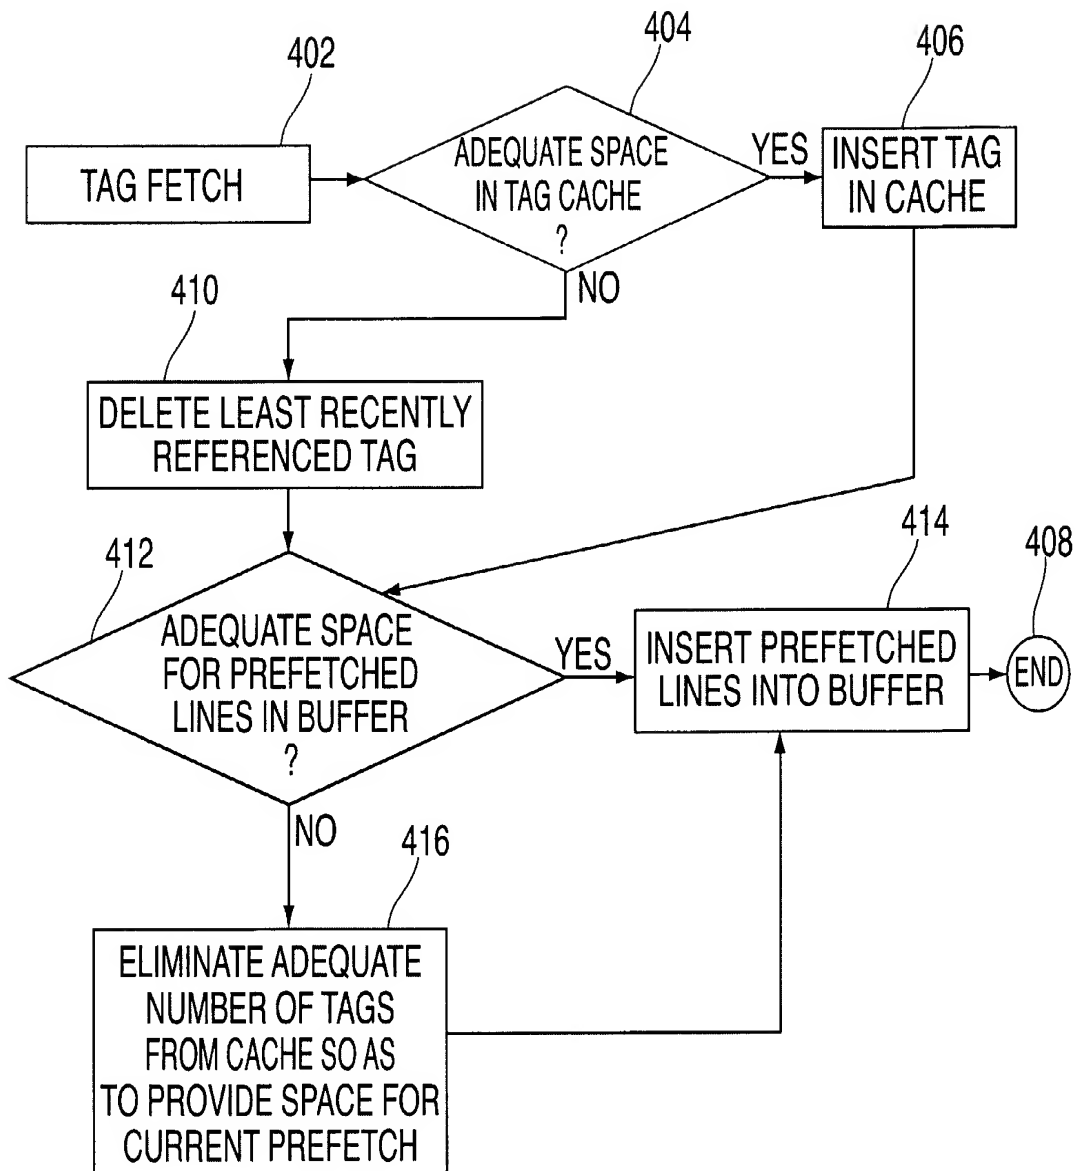 402
404
406
TAG FETCH
ADEQUATE SPACE
IN TAG CACHE
?
YES
INSERT TAG
IN CACHE
NO
410
DELETE LEAST RECENTLY
REFERENCED TAG
412
414
408
ADEQUATE SPACE
FOR PREFETCHED
LINES IN BUFFER
?
YES
INSERT PREFETCHED
LINES INTO BUFFER
END
NO
416
ELIMINATE ADEQUATE
NUMBER OF TAGS
FROM CACHE SO AS
TO PROVIDE SPACE FOR
CURRENT PREFETCH